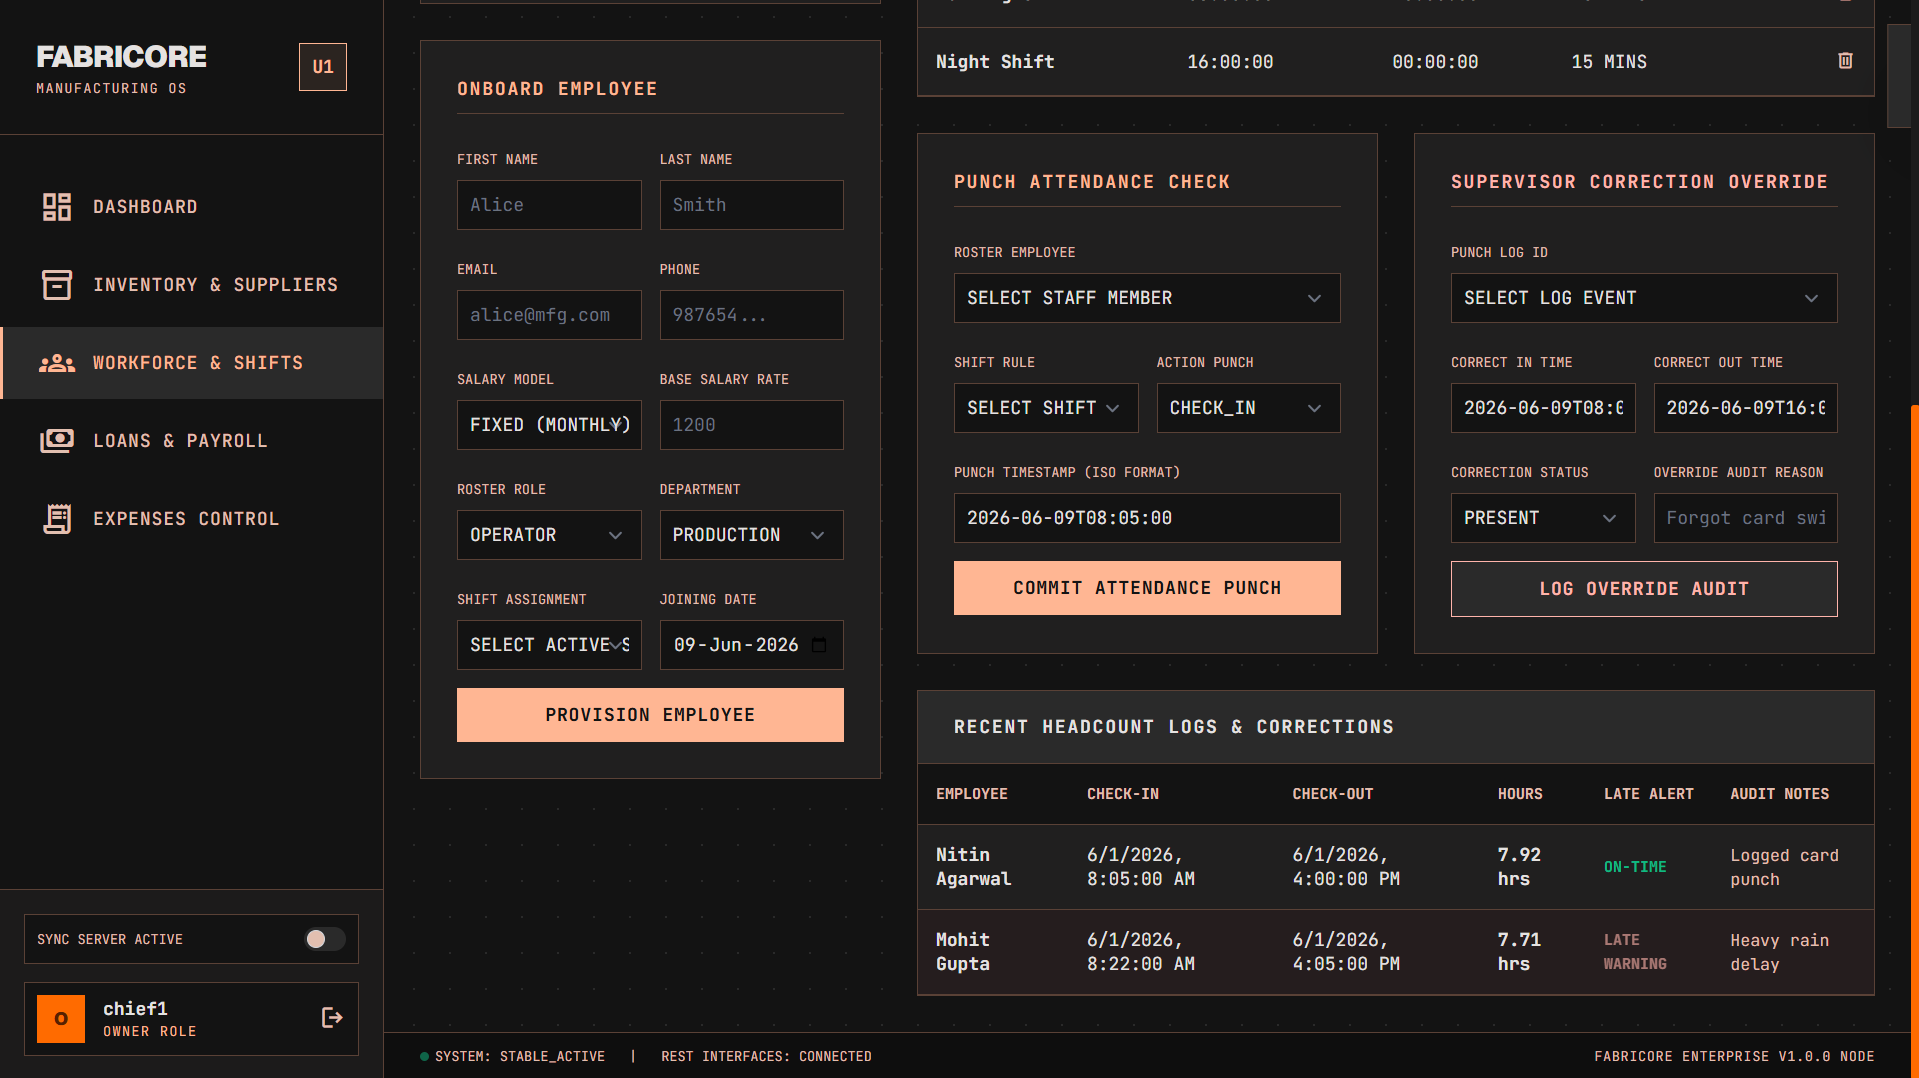 FABRICORE
MANUFACTURING OS
U1
DASHBOARD
INVENTORY & SUPPLIERS
WORKFORCE & SHIFTS
LOANS & PAYROLL
EXPENSES CONTROL
SYNC SERVER ACTIVE
O
chief1
OWNER ROLE
ONBOARD EMPLOYEE
FIRST NAME
LAST NAME
Alice
Smith
EMAIL
PHONE
alice@mfg.com
987654...
SALARY MODEL
BASE SALARY RATE
FIXED (MONTHLY)
1200
ROSTER ROLE
DEPARTMENT
OPERATOR
PRODUCTION
SHIFT ASSIGNMENT
JOINING DATE
SELECT ACTIVE S
09-Jun-2026
PROVISION EMPLOYEE
Night Shift
16:00:00
00:00:00
15 MINS
PUNCH ATTENDANCE CHECK
ROSTER EMPLOYEE
SELECT STAFF MEMBER
SHIFT RULE
ACTION PUNCH
SELECT SHIFT
CHECK_IN
PUNCH TIMESTAMP (ISO FORMAT)
2026-06-09T08:05:00
COMMIT ATTENDANCE PUNCH
SUPERVISOR CORRECTION OVERRIDE
PUNCH LOG ID
SELECT LOG EVENT
CORRECT IN TIME
CORRECT OUT TIME
2026-06-09T08:0
2026-06-09T16:0
CORRECTION STATUS
OVERRIDE AUDIT REASON
PRESENT
Forgot card swi
LOG OVERRIDE AUDIT
RECENT HEADCOUNT LOGS & CORRECTIONS
EMPLOYEE
CHECK-IN
CHECK-OUT
HOURS
LATE ALERT
AUDIT NOTES
Nitin
Agarwal
6/1/2026,
8:05:00 AM
6/1/2026,
4:00:00 PM
7.92
hrs
ON-TIME
Logged card
punch
Mohit
Gupta
6/1/2026,
8:22:00 AM
6/1/2026,
4:05:00 PM
7.71
hrs
LATE
WARNING
Heavy rain
delay
SYSTEM: STABLE_ACTIVE
|
REST INTERFACES: CONNECTED
FABRICORE ENTERPRISE V1.0.0 NODE